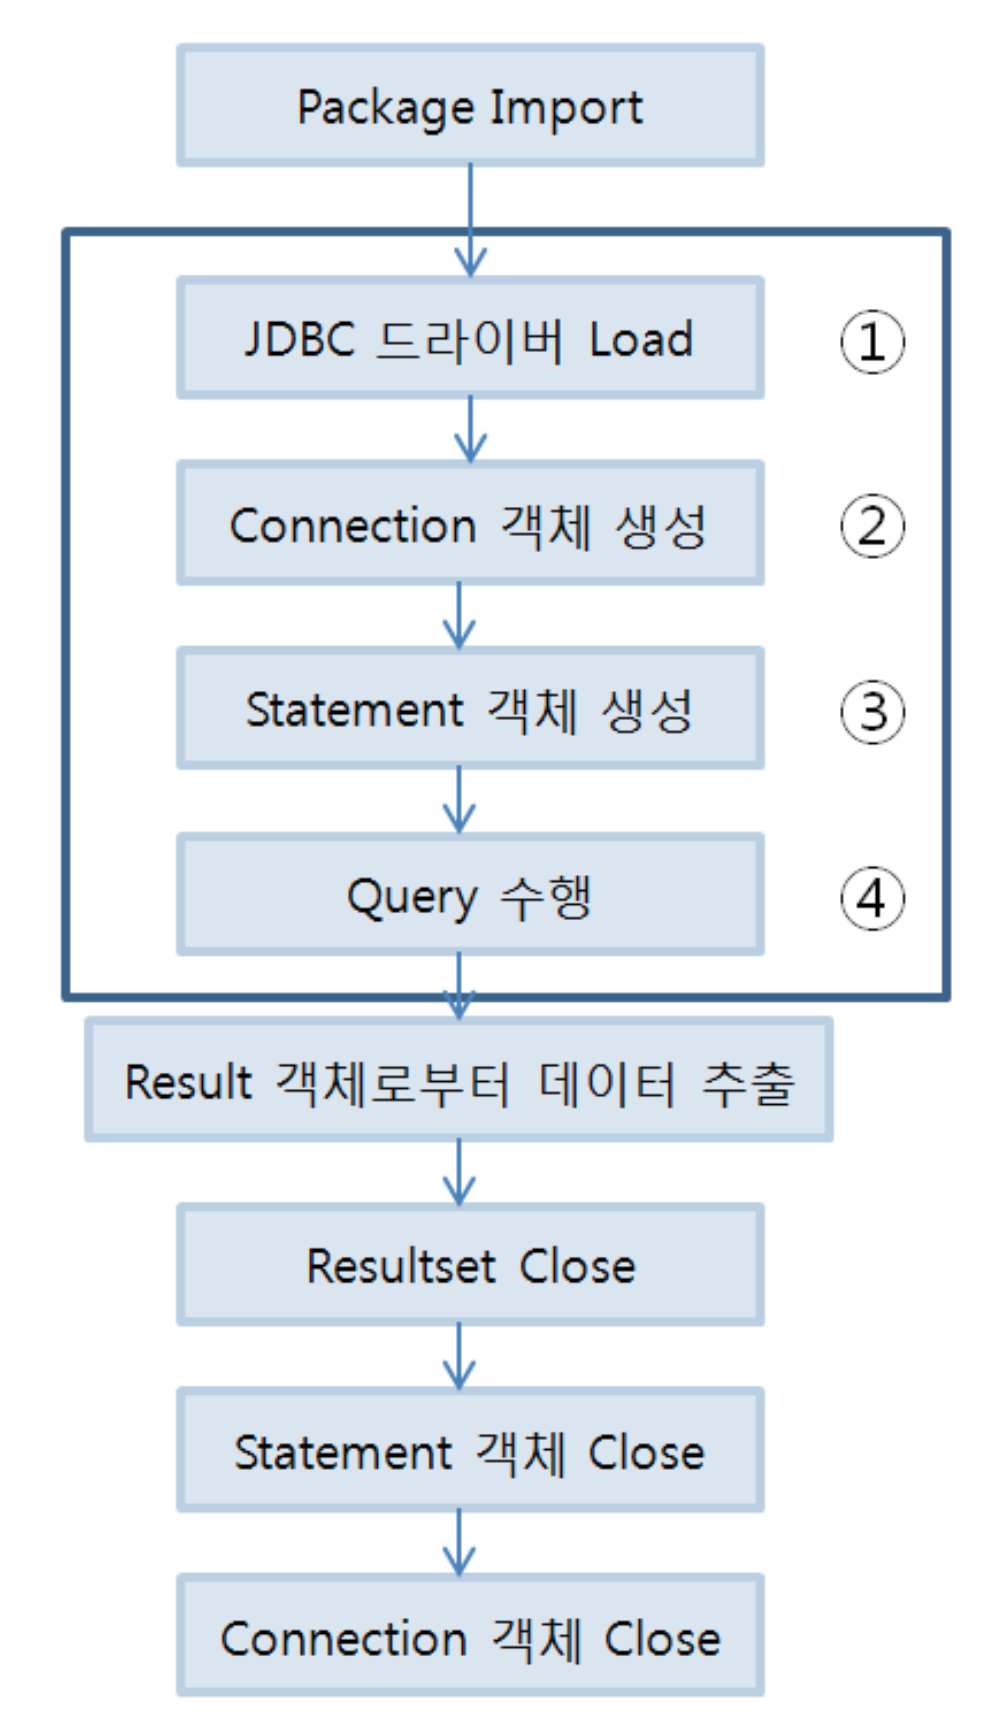 Package Import
JDBC 드라이버 Load
①
Connection 객체 생성
②
Statement 객체 생성
③
Query 수행
④
Result 객체로부터 데이터 추출
Resultset Close
Statement 객체 Close
Connection 객체 Close